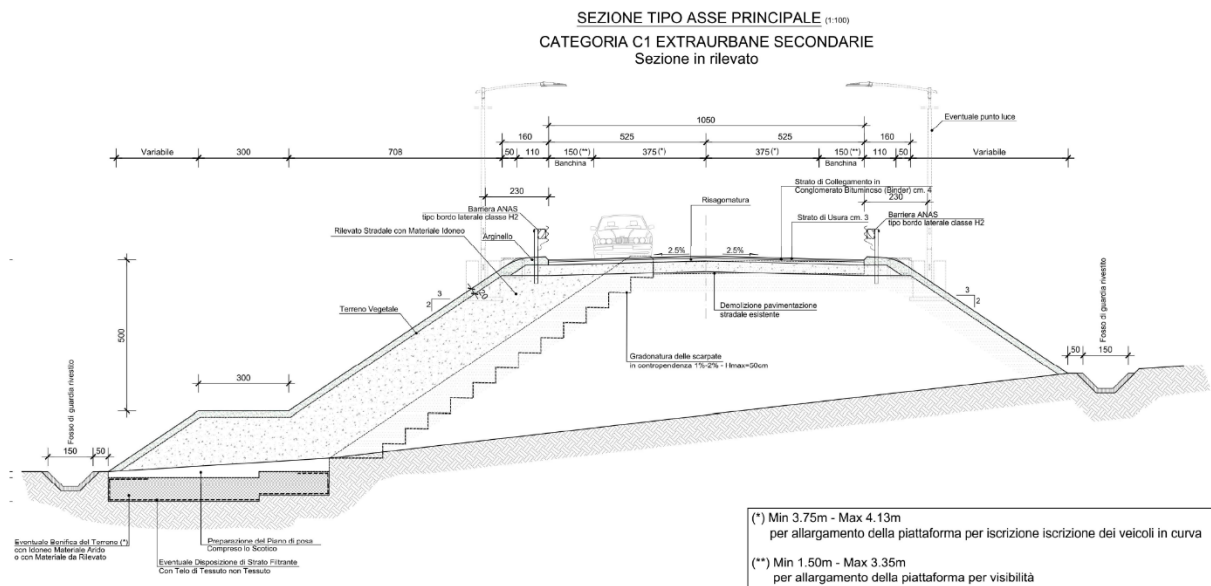 SEZIONE TIPO ASSE PRINCIPALE (1:100)
CATEGORIA C1 EXTRAURBANE SECONDARIE
Sezione in rilevato
1050
Eventuale punto luce
160
525
525
160
Variabile
300
708
50
110
150 (**)
375 (*)
375 (*)
150 (**)
110
50
Variabile
Banchina
Banchina
230
Strato di Collegamento in
Conglomerato Bituminoso (Binder) cm. 4
230
Risagomatura
Barriera ANAS
tipo bordo laterale classe H2
Strato di Usura cm. 3
Barriera ANAS
tipo bordo laterale classe H2
Rilevato Stradale con Materiale Idoneo
Arginello
2.5%
2.5%
3
2
20
3
2
Terreno Vegetale
Demolizione pavimentazione
stradale esistente
500
Gradonatura delle scarpate
in contropendenza 1%-2% - Hmax=50cm
Fosso di guardia rivestito
50
150
300
Fosso di guardia rivestito
150
50
Eventuale Bonifica del Terreno (*)
con Idoneo Materiale Arido
o con Materiale da Rilevato
Preparazione del Piano di posa
Compreso lo Scotico
Eventuale Disposizione di Strato Filtrante
Con Telo di Tessuto non Tessuto
(*) Min 3.75m - Max 4.13m
per allargamento della piattaforma per iscrizione iscrizione dei veicoli in curva
(**) Min 1.50m - Max 3.35m
per allargamento della piattaforma per visibilità